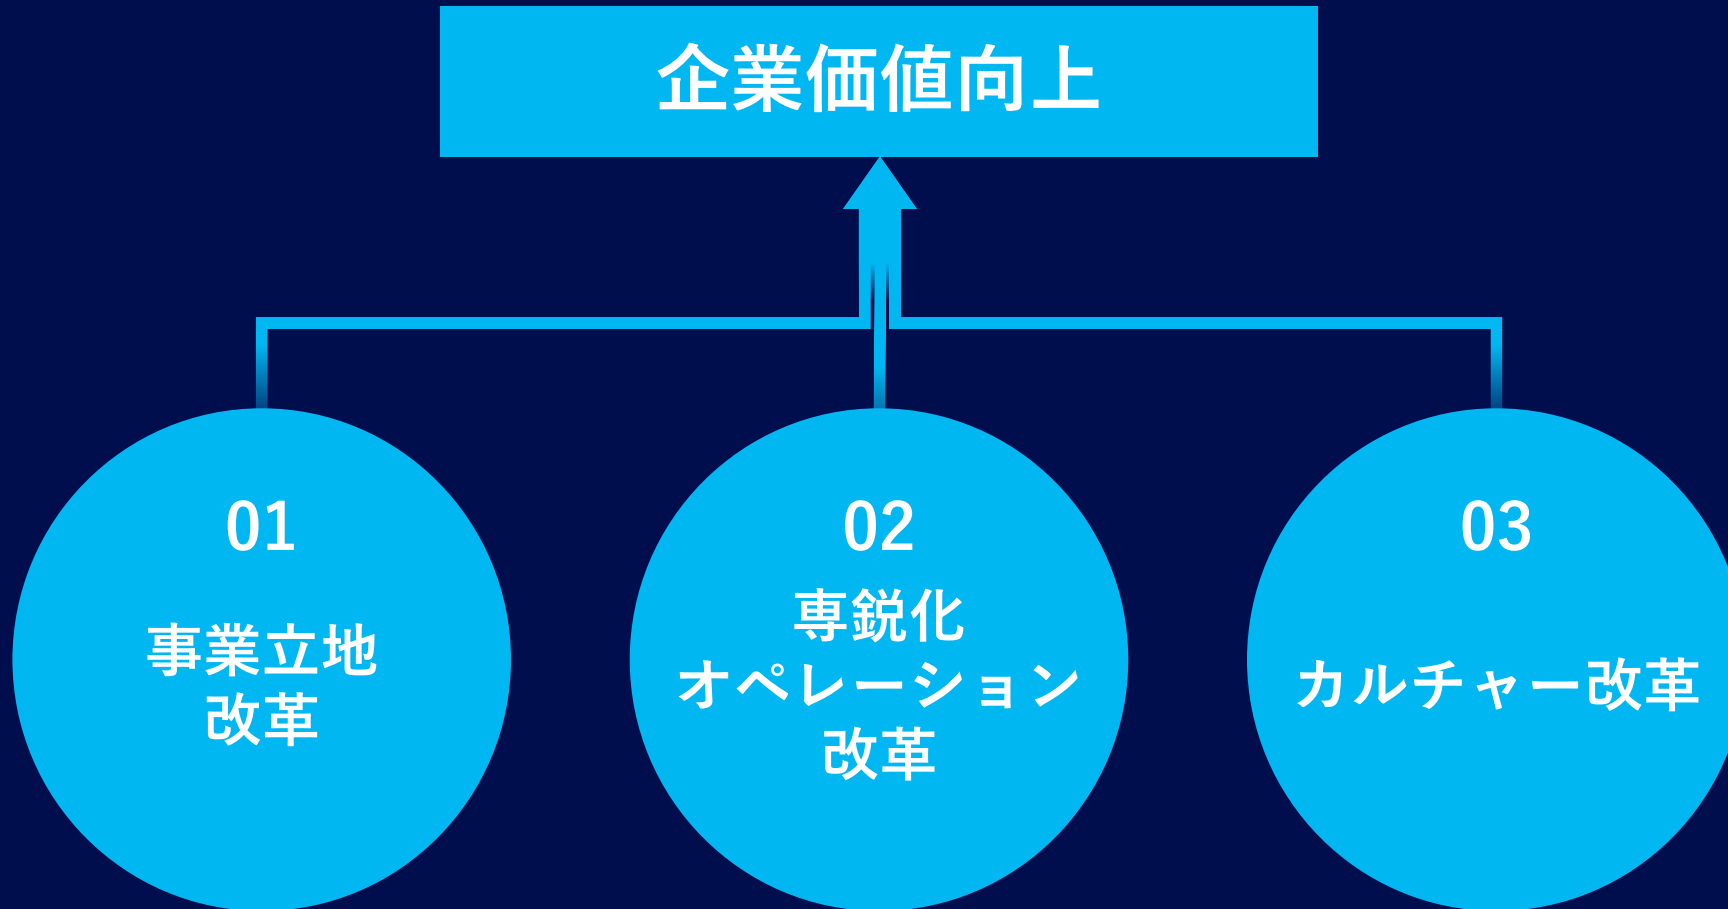 企業価値向上
01
事業立地
改革
02
専鋭化
オペレーション
改革
03
カルチャー改革